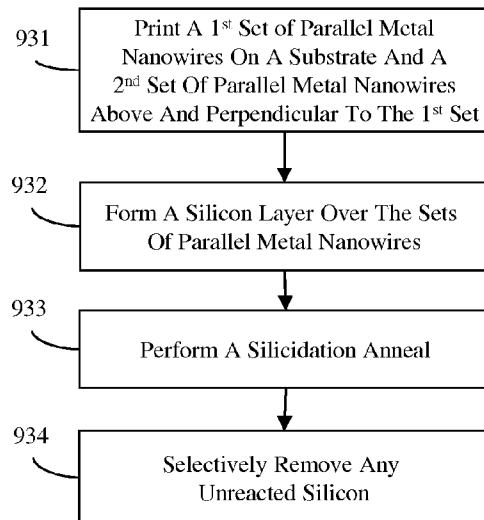 931
Print A 1st Set of Parallel Metal
Nanowires On A Substrate And A
2nd Set Of Parallel Metal Nanowires
Above And Perpendicular To The 1st Set
932
Form A Silicon Layer Over The Sets
Of Parallel Metal Nanowires
933
Perform A Silicidation Anneal
934
Selectively Remove Any
Unreacted Silicon